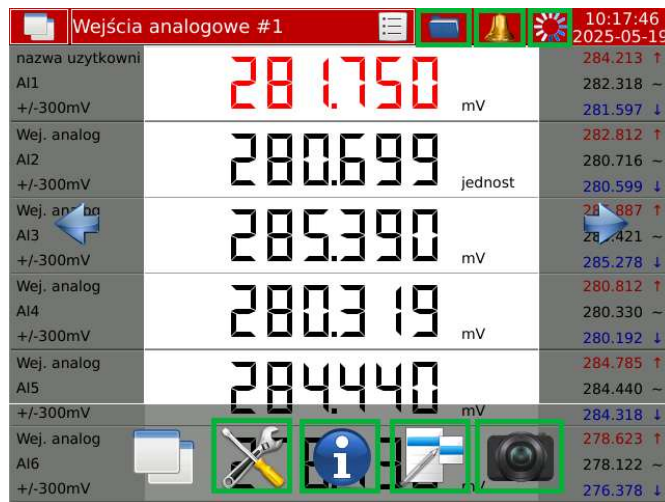 Wejścia analogowe #1
10:17:46
2025-05-19
nazwa uzytkowni
AI1
+/-300mV
281.750
mV
284.213 ↑
282.318 ~
281.597 ↓
Wej. analog
AI2
+/-300mV
280.699
jednost
282.812 ↑
280.716 ~
280.599 ↓
Wej. analog
AI3
+/-300mV
285.390
mV
↑
~
285.278 ↓
Wej. analog
AI4
+/-300mV
280.319
mV
280.812 ↑
280.330 ~
280.192 ↓
Wej. analog
AI5
+/-300mV
284.440
mV
284.785 ↑
284.440 ~
284.318 ↓
Wej. analog
AI6
+/-300mV
278.623 ↑
278.122 ~
276.378 ↓